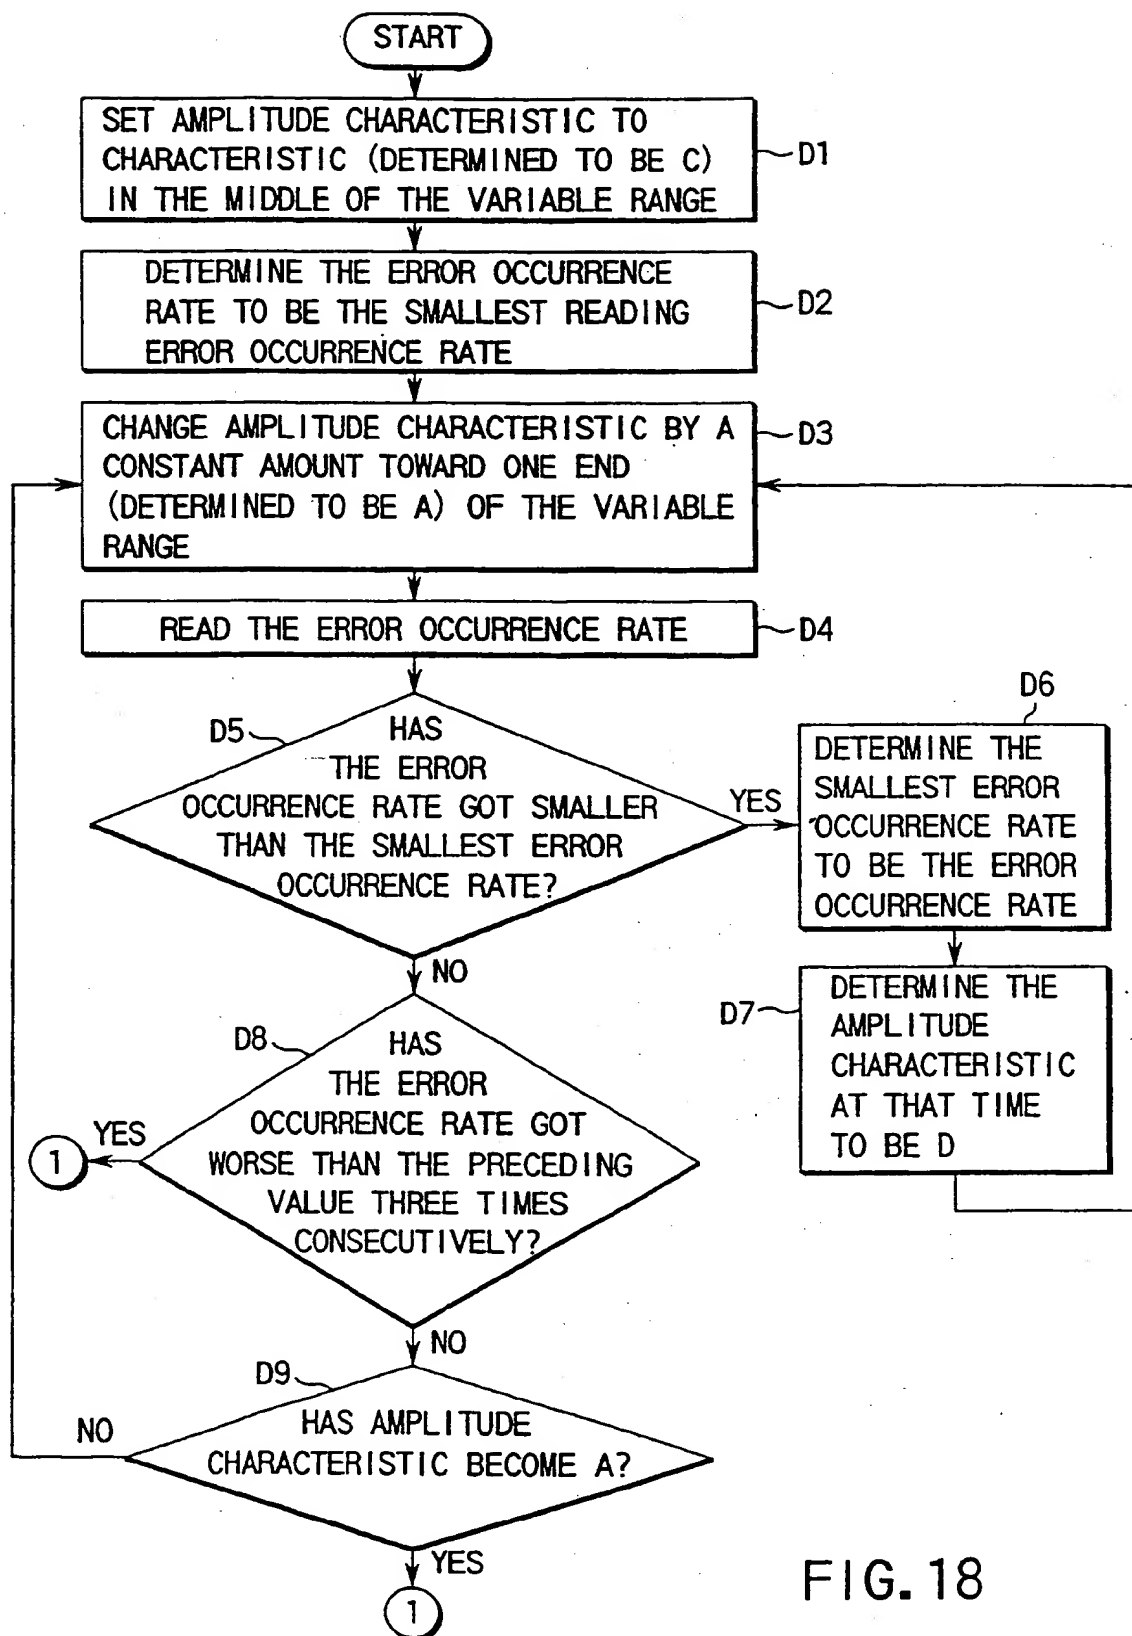 START
SET AMPLITUDE CHARACTERISTIC TO
CHARACTERISTIC (DETERMINED TO BE C)
IN THE MIDDLE OF THE VARIABLE RANGE
D1
DETERMINE THE ERROR OCCURRENCE
RATE TO BE THE SMALLEST READING
ERROR OCCURRENCE RATE
D2
CHANGE AMPLITUDE CHARACTERISTIC BY A
CONSTANT AMOUNT TOWARD ONE END
(DETERMINED TO BE A) OF THE VARIABLE
RANGE
D3
READ THE ERROR OCCURRENCE RATE
D4
D5
HAS
THE ERROR
OCCURRENCE RATE GOT SMALLER
THAN THE SMALLEST ERROR
OCCURRENCE RATE?
YES
NO
D6
DETERMINE THE
SMALLEST ERROR
OCCURRENCE RATE
TO BE THE ERROR
OCCURRENCE RATE
D7
DETERMINE THE
AMPLITUDE
CHARACTERISTIC
AT THAT TIME
TO BE D
D8
HAS
THE ERROR
OCCURRENCE RATE GOT
WORSE THAN THE PRECEDING
VALUE THREE TIMES
CONSECUTIVELY?
YES
1
NO
D9
HAS AMPLITUDE
CHARACTERISTIC BECOME A?
NO
YES
1
FIG. 18